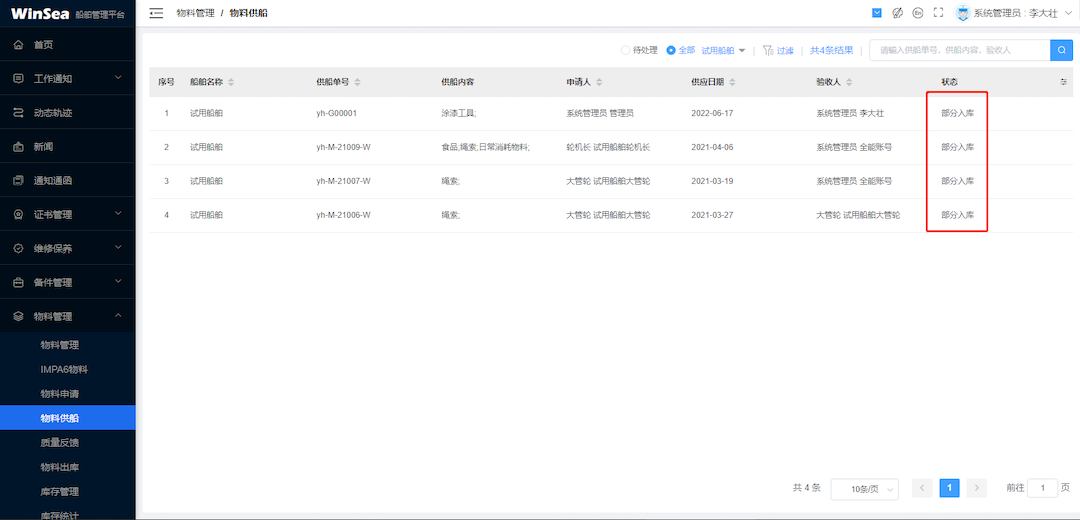 WinSea 船舶管理平台
物料管理 / 物料供船
En
系统管理员 : 李大壮
首页
工作通知
动态轨迹
新闻
通知通函
证书管理
维修保养
备件管理
物料管理
物料管理
IMPA6物料
物料申请
物料供船
质量反馈
物料出库
库存管理
库存统计
待处理 全部 试用船舶 过滤 共4条结果 请输入供船单号、供船内容、验收人
序号 船舶名称 供船单号 供船内容 申请人 供应日期 验收人 状态
1 试用船舶 yh-G00001 涂漆工具; 系统管理员 管理员 2022-06-17 系统管理员 李大壮 部分入库
2 试用船舶 yh-M-21009-W 食品;绳索;日常消耗物料; 轮机长 试用船舶轮机长 2021-04-06 系统管理员 全能账号 部分入库
3 试用船舶 yh-M-21007-W 绳索; 大管轮 试用船舶大管轮 2021-03-19 系统管理员 全能账号 部分入库
4 试用船舶 yh-M-21006-W 绳索; 大管轮 试用船舶大管轮 2021-03-27 大管轮 试用船舶大管轮 部分入库
共 4 条 10条/页 1 前往 1 页